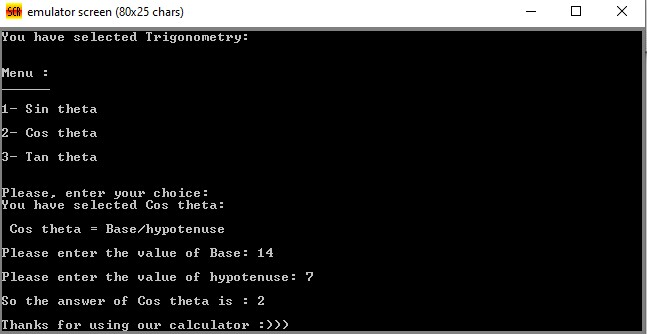 SCR emulator screen (80x25 chars)
You have selected Trigonometry:
Menu :
1- Sin theta
2- Cos theta
3- Tan theta
Please, enter your choice:
You have selected Cos theta:
Cos theta = Base/hypotenuse
Please enter the value of Base: 14
Please enter the value of hypotenuse: 7
So the answer of Cos theta is : 2
Thanks for using our calculator :)))